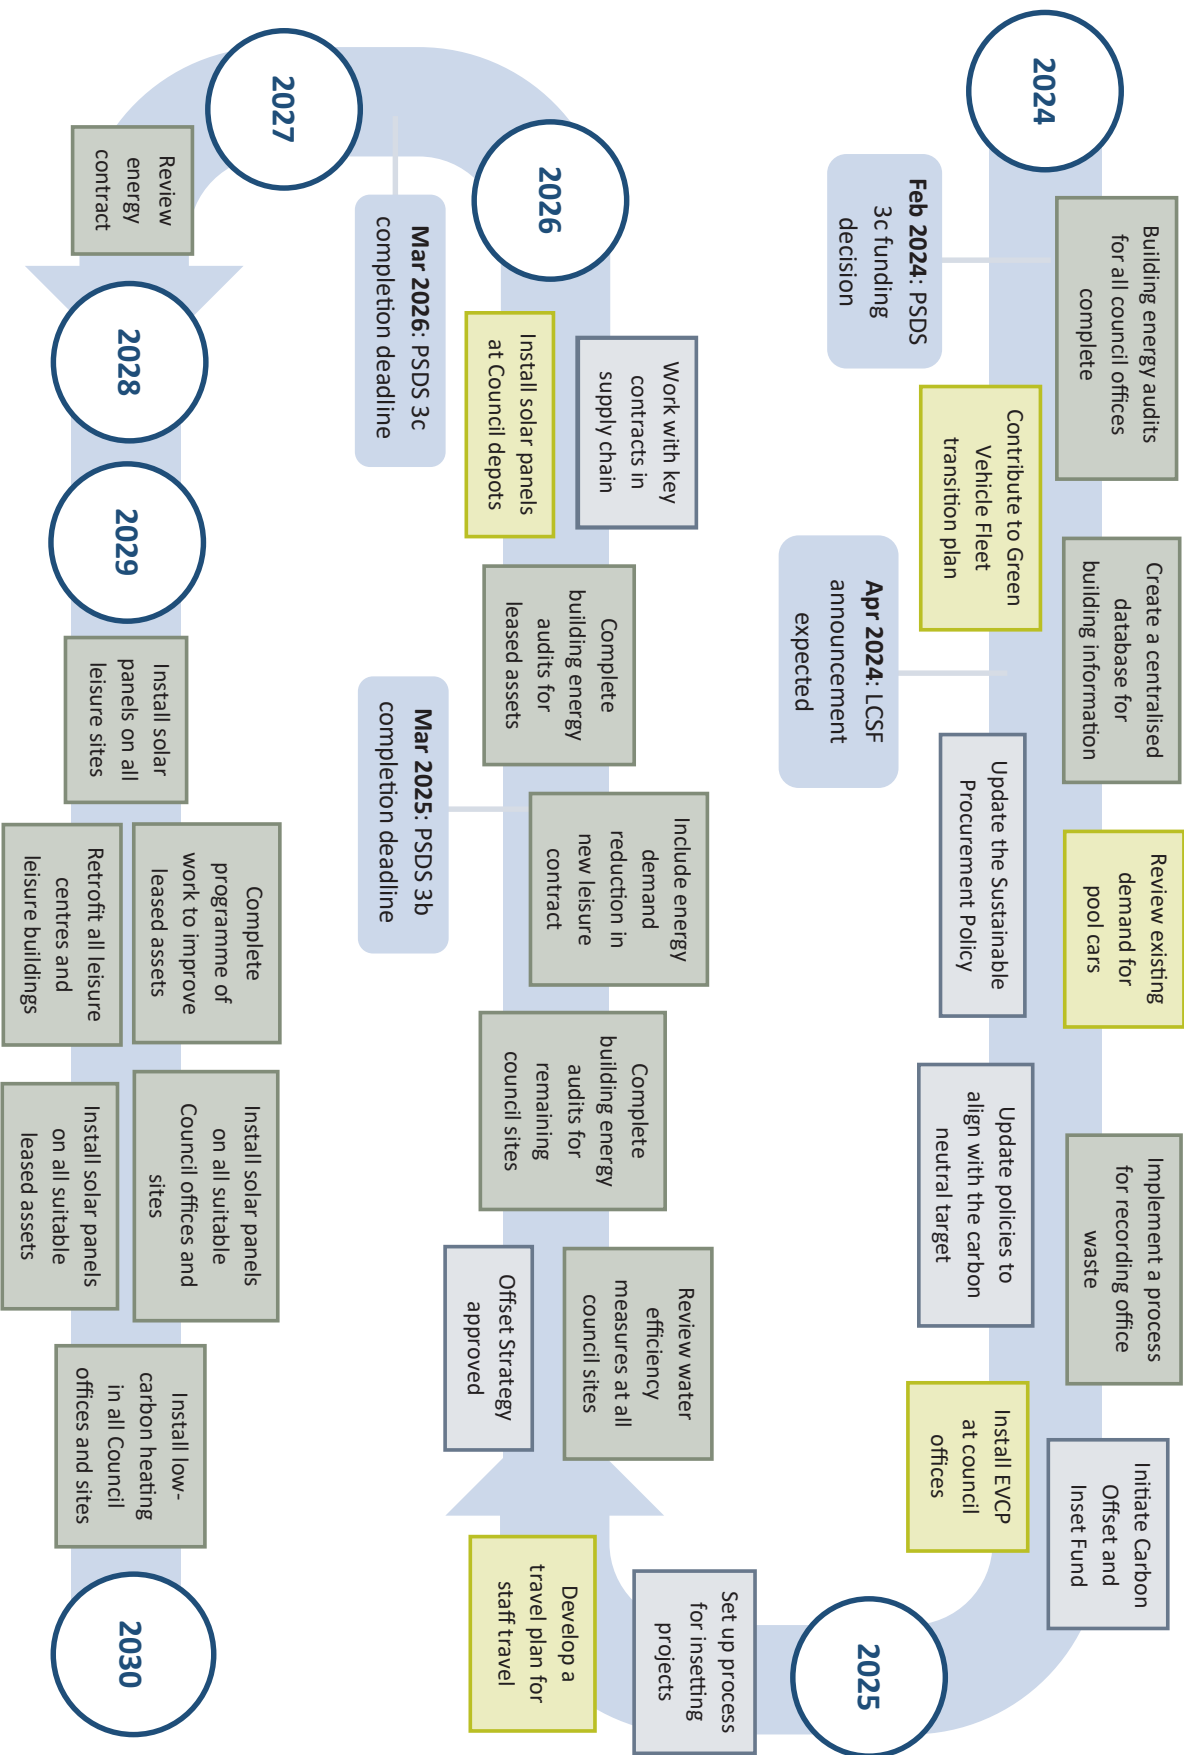 2024
Building energy audits
for all council offices
complete
Feb 2024: PSDS
3c funding
decision
Contribute to Green
Vehicle Fleet
transition plan
Create a centralised
database for
building information
Apr 2024: LCSF
announcement
expected
Update the Sustainable
Procurement Policy
Review existing
demand for
pool cars
Update policies to
align with the carbon
neutral target
Implement a process
for recording office
waste
Install EVCP
at council
offices
Initiate Carbon
Offset and
Inset Fund
2025
Set up process
for insetting
projects
Develop a
travel plan for
staff travel
Review water
efficiency
measures at all
council sites
Offset Strategy
approved
Complete
building energy
audits for
remaining
council sites
Include energy
demand
reduction in
new leisure
contract
Mar 2025: PSDS 3b
completion deadline
Complete
building energy
audits for
leased assets
Work with key
contracts in
supply chain
Install solar panels
at Council depots
2026
Mar 2026: PSDS 3c
completion deadline
2027
Review
energy
contract
2028
2029
Install solar
panels on all
leisure sites
Complete
programme of
work to improve
leased assets
Retrofit all leisure
centres and
leisure buildings
Install solar panels
on all suitable
Council offices and
sites
Install solar panels
on all suitable
leased assets
Install low-
carbon heating
in all Council
offices and sites
2030